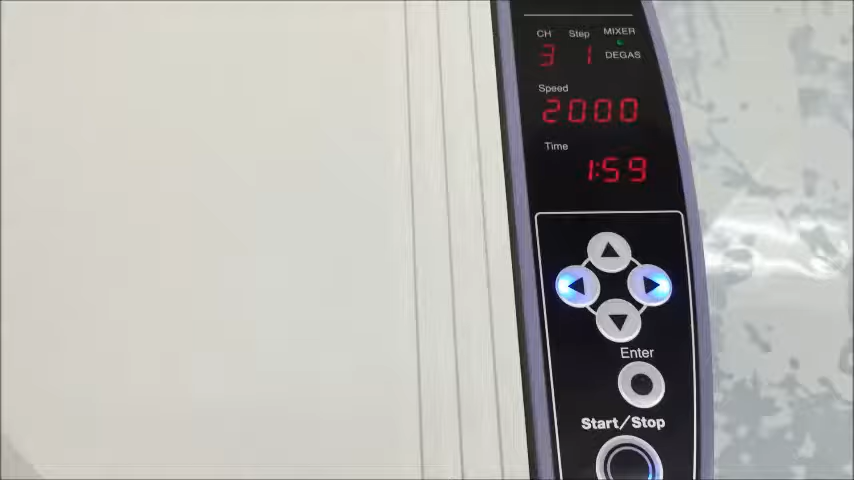 CH Step MIXER
3 1 DEGAS
Speed
2000
Time
1:59
Enter
Start/Stop